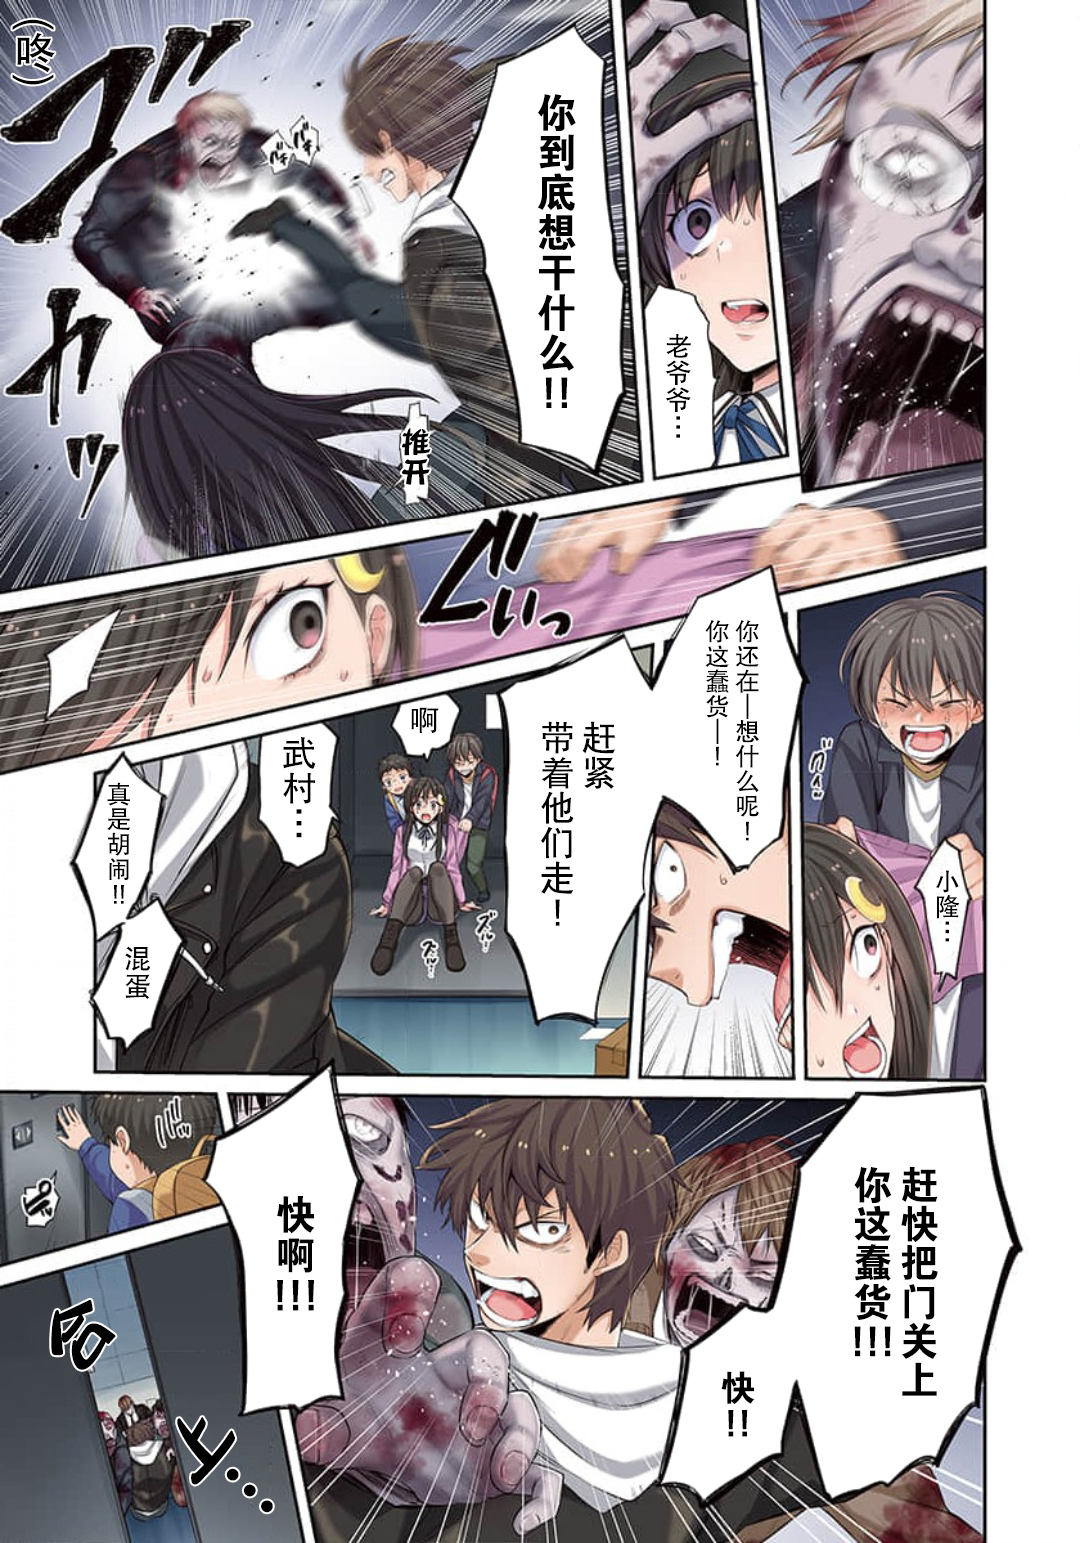 老爷爷…
你到底想干什么!!
(咚)
ゴ
ガ
ッ
推开
ぐいっ
小隆…
你还在—想什么呢！
你这蠢货—！
赶紧
带着他们走！
啊
武村…
真是胡闹!!
混蛋
赶快把门关上
你这蠢货!!!
快!!
快啊!!!